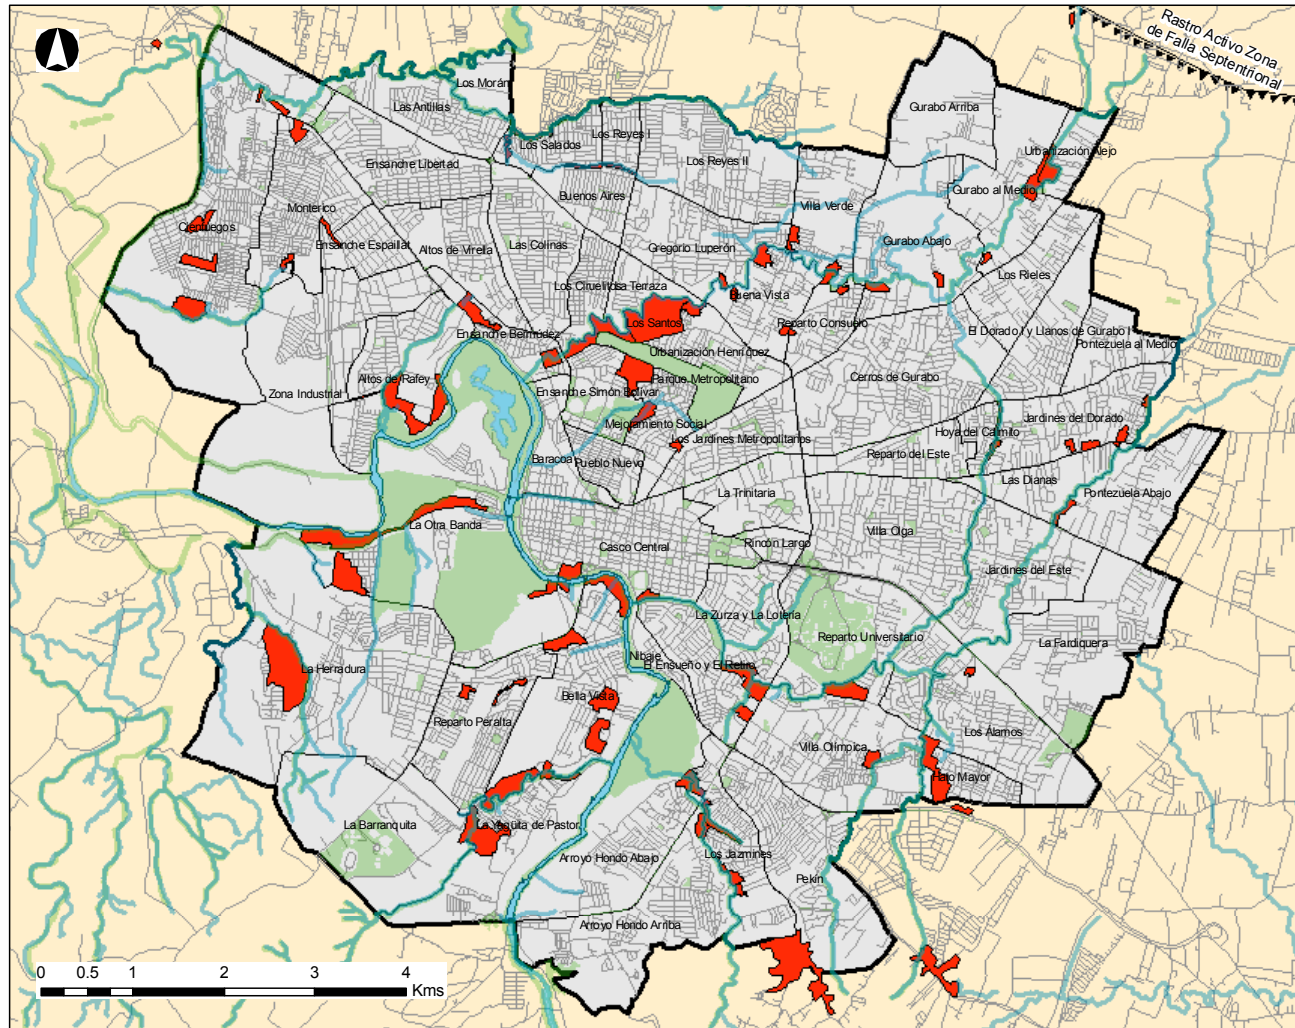 Rastro Activo Zona
de Falla Septentrional
Los Morán
Las Antillas
Gurabo Arriba
Los Reyes I
Los Salados
Urbanización Alejo
Los Reyes II
Ensanche Libertad
Gurabo al Medio
Buenos Aires
Monterico
Villa Verde
Cienfuegos
Ensanche Espaillat
Altos de Virella
Las Colinas
Gregorio Luperón
Gurabo Abajo
Los Rieles
Los Ciruelitos
a Terraza
Buena Vista
Los Santos
Reparto Consuelo
Ensanche Bermúdez
El Dorado I y Llanos de Gurabo I
Pontezuela al Medio
Urbanización Henríquez
Altos de Rafey
Parque Metropolitano
Cerros de Gurabo
Zona Industrial
Ensanche Simón Bolívar
Mejoramiento Social
Jardines del Dorado
Hoya del Caimito
Los Jardines Metropolitanos
Baracoa
Pueblo Nuevo
Reparto del Este
Las Dianas
La Trinitaria
Pontezuela Abajo
La Otra Banda
Villa Olga
Casco Central
Rincón Largo
Jardines del Este
La Zurza y La Lotería
Reparto Universitario
La Fardiquera
Nibaje
La Herradura
El Ensueño y El Retiro
Bella Vista
Reparto Peralta
Los Álamos
Villa Olímpica
Hato Mayor
La Barranquita
La Yagüita de Pastor
Arroyo Hondo Abajo
Los Jazmines
Pekín
Arroyo Hondo Arriba
0 0.5 1 2 3 4
Kms